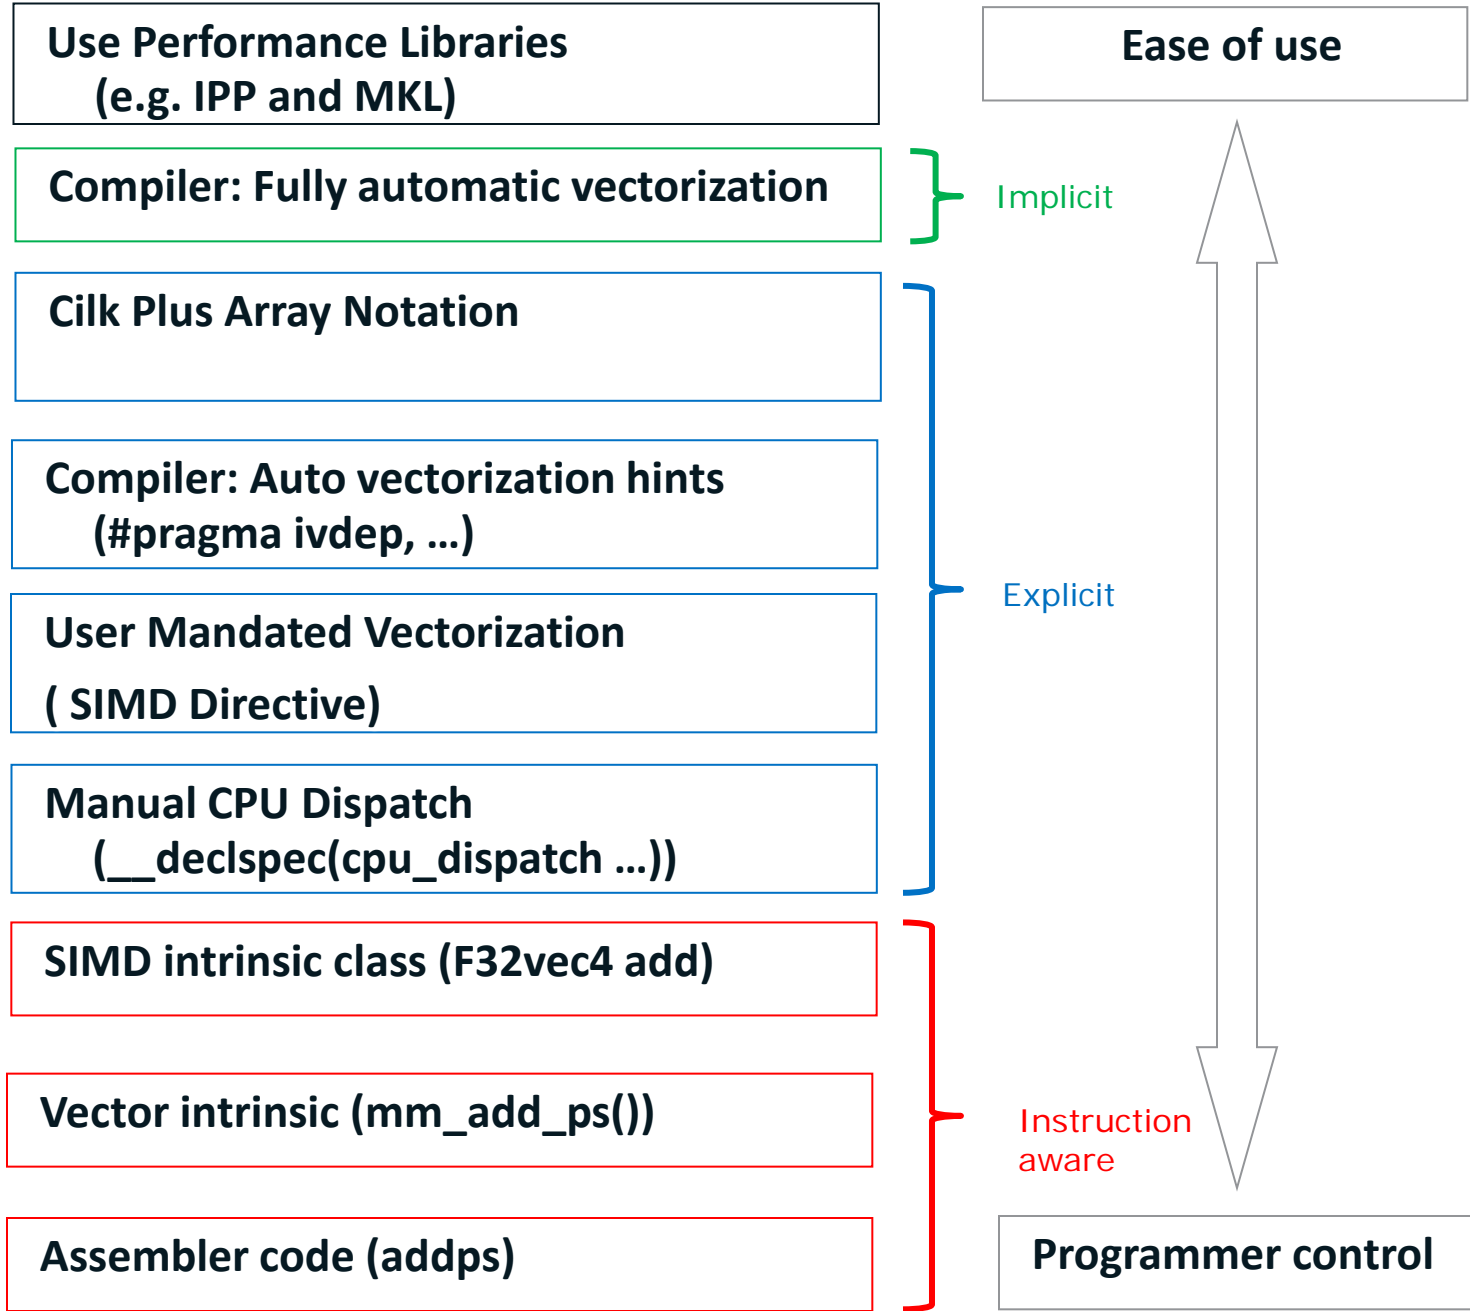 Use Performance Libraries
(e.g. IPP and MKL)
Ease of use
Compiler: Fully automatic vectorization
Implicit
Cilk Plus Array Notation
Compiler: Auto vectorization hints
(#pragma ivdep, ...)
Explicit
User Mandated Vectorization
( SIMD Directive)
Manual CPU Dispatch
(__declspec(cpu_dispatch ...))
SIMD intrinsic class (F32vec4 add)
Vector intrinsic (mm_add_ps())
Instruction
aware
Assembler code (addps)
Programmer control